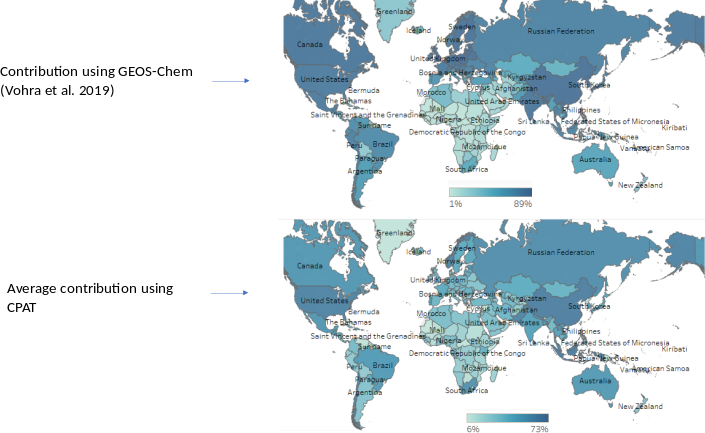 Greenland
Iceland
Sweden
Norway
Russian Federation
Canada
United Kingdom
Contribution using GEOS-Chem
(Vohra et al. 2019)
Bosnia and Herzegovina
Kyrgyzstan
United States
South Korea
Cyprus
Afghanistan
Bermuda
Morocco
The Bahamas
United Arab Emirates
Mali
Philippines
Saint Vincent and the Grenadines
Nigeria
Ethiopia
Sri Lanka
Federated States of Micronesia
Suriname
Democratic Republic of the Congo
Kiribati
Papua New Guinea
Peru
Brazil
Mozambique
American Samoa
Paraguay
Australia
Argentina
South Africa
New Zealand
1%
89%
Greenland
Sweden
Iceland
Norway
Russian Federation
Canada
United Kingdom
Average contribution using
CPAT
Bosnia and Herzegovina
Kyrgyzstan
United States
South Korea
Cyprus
Afghanistan
Bermuda
Morocco
The Bahamas
United Arab Emirates
Mali
Philippines
Saint Vincent and the Grenadines
Nigeria
Ethiopia
Sri Lanka
Federated States of Micronesia
Suriname
Democratic Republic of the Congo
Kiribati
Papua New Guinea
Peru
Brazil
Mozambique
American Samoa
Paraguay
Australia
Argentina
South Africa
New Zealand
6%
73%